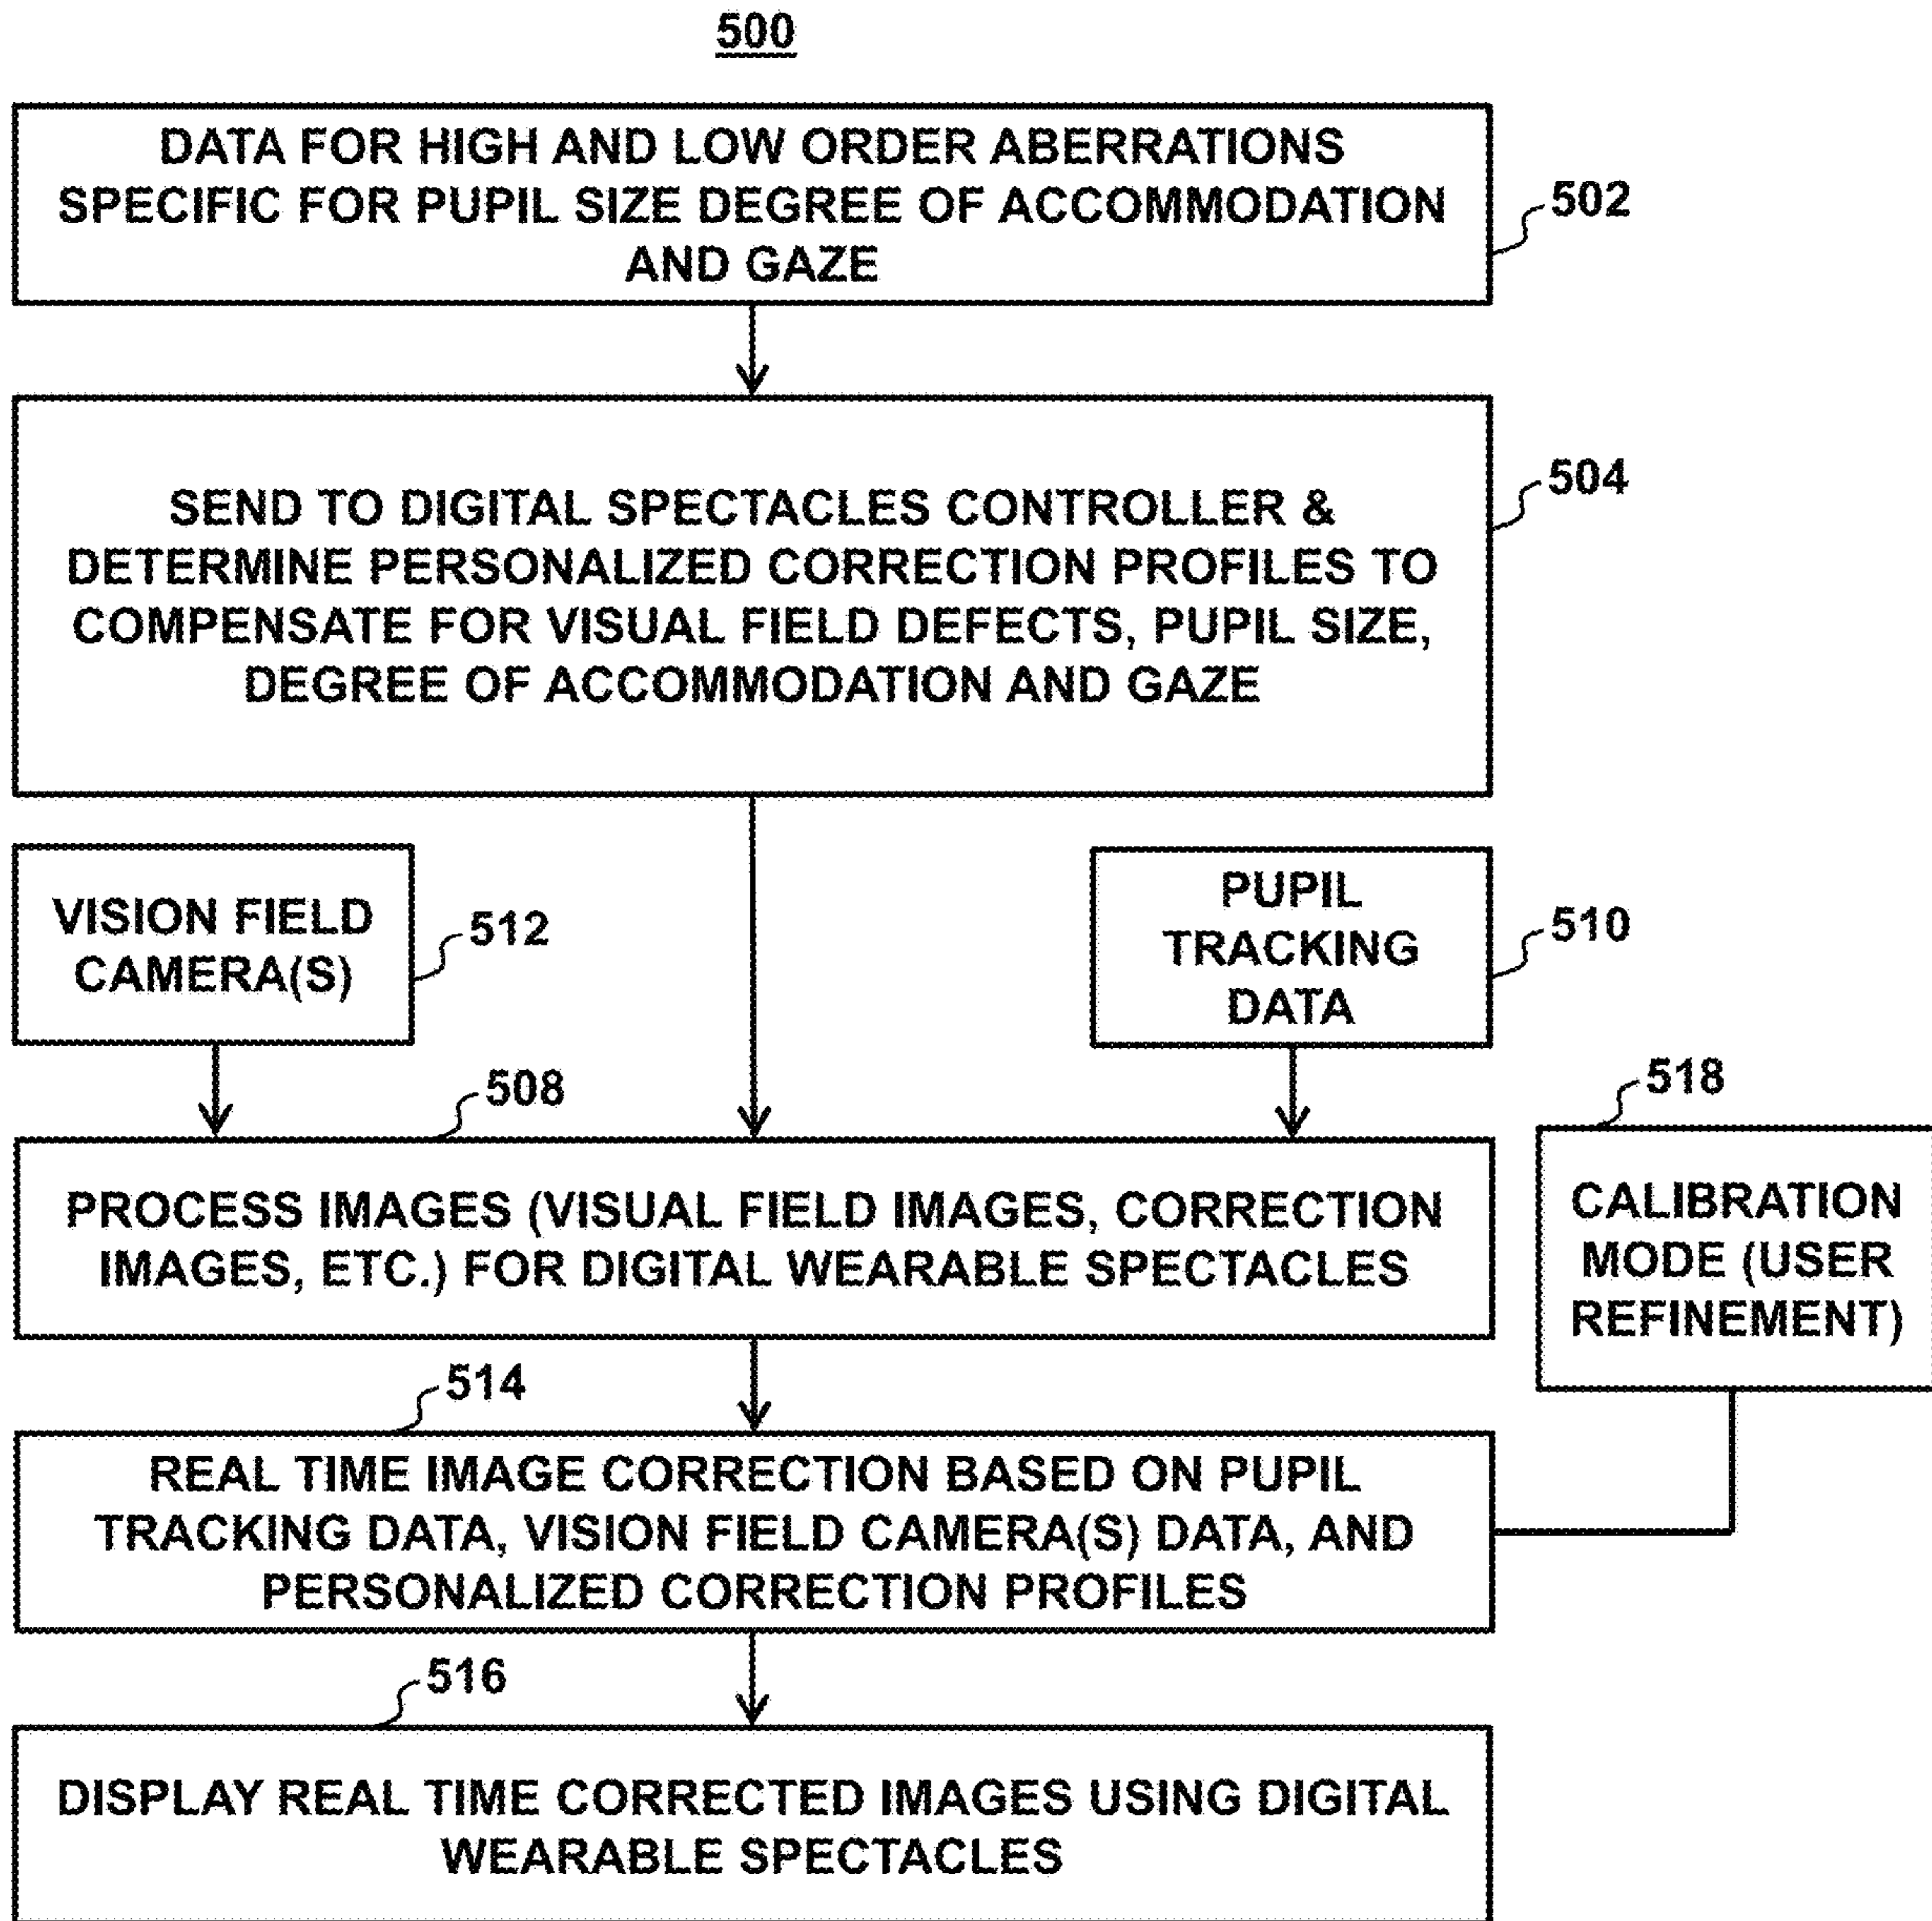 500
DATA FOR HIGH AND LOW ORDER ABERRATIONS
SPECIFIC FOR PUPIL SIZE DEGREE OF ACCOMMODATION
AND GAZE
502
SEND TO DIGITAL SPECTACLES CONTROLLER &
DETERMINE PERSONALIZED CORRECTION PROFILES TO
COMPENSATE FOR VISUAL FIELD DEFECTS, PUPIL SIZE,
DEGREE OF ACCOMMODATION AND GAZE
504
VISION FIELD
CAMERA(S)
512
PUPIL
TRACKING
DATA
510
508
PROCESS IMAGES (VISUAL FIELD IMAGES, CORRECTION
IMAGES, ETC.) FOR DIGITAL WEARABLE SPECTACLES
518
CALIBRATION
MODE (USER
REFINEMENT)
514
REAL TIME IMAGE CORRECTION BASED ON PUPIL
TRACKING DATA, VISION FIELD CAMERA(S) DATA, AND
PERSONALIZED CORRECTION PROFILES
516
DISPLAY REAL TIME CORRECTED IMAGES USING DIGITAL
WEARABLE SPECTACLES